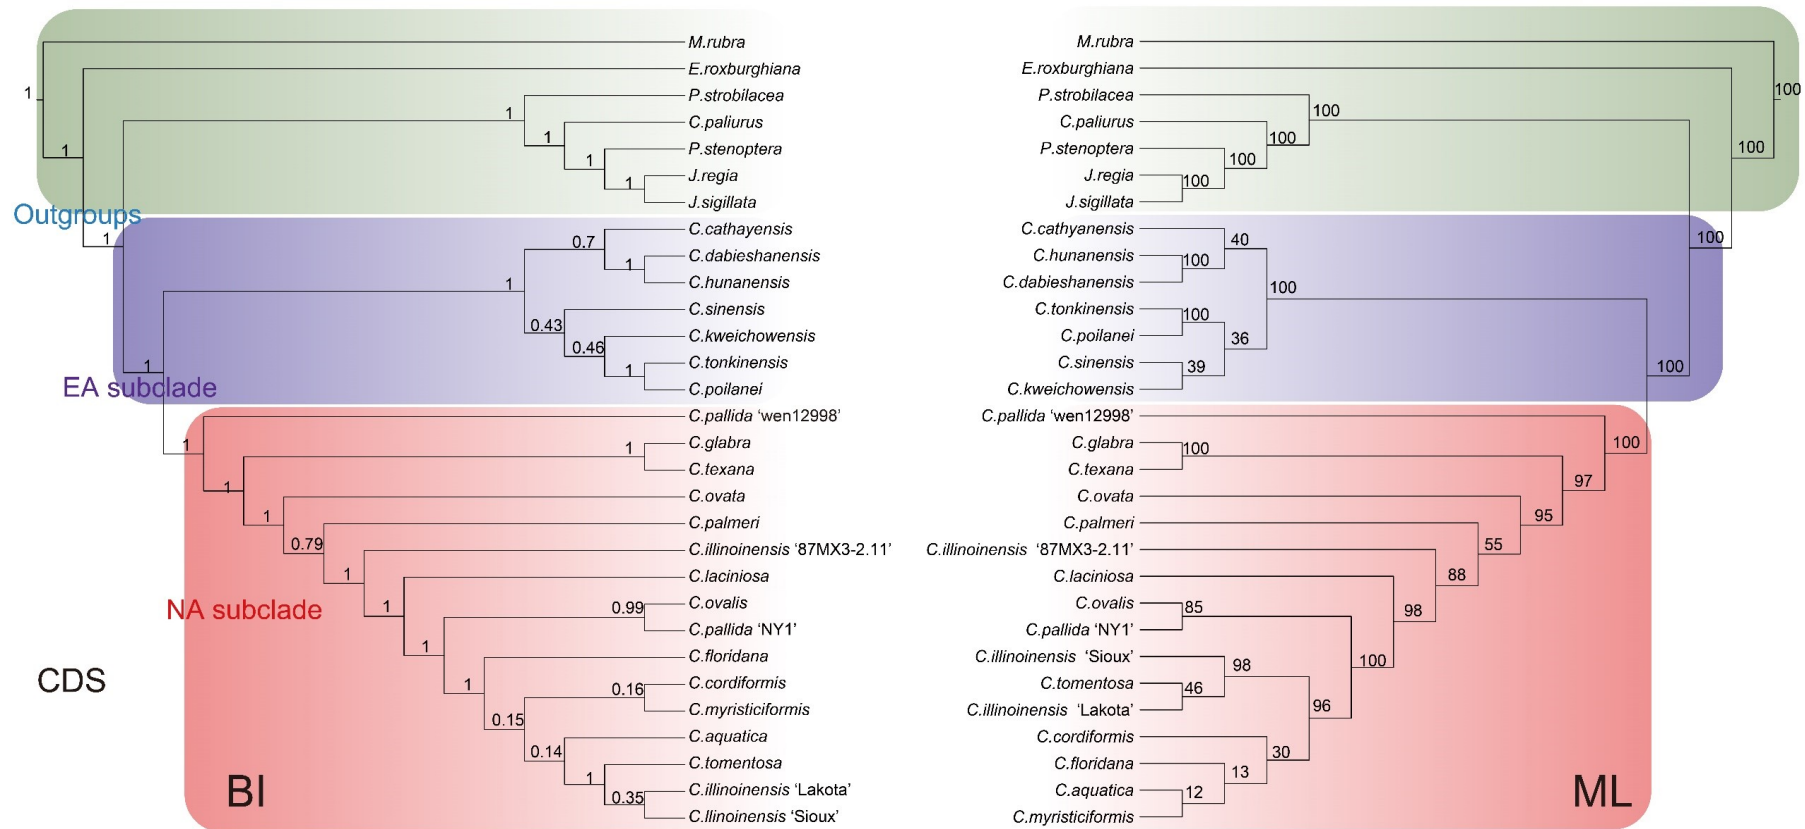 M.rubra
E.roxburghiana
P.strobilacea
C.paliurus
P.stenoptera
J.regia
J.sigillata
C.cathayensis
C.dabieshanensis
C.hunanensis
C.sinensis
C.kweichowensis
C.tonkinensis
C.poilanei
C.pallida ‘wen12998’
C.glabra
C.texana
C.ovata
C.palmeri
C.illinoinensis ‘87MX3-2.11’
C.laciniosa
C.ovalis
C.pallida ‘NY1’
C.floridana
C.cordiformis
C.myristiciformis
C.aquatica
C.tomentosa
C.illinoinensis ‘Lakota’
C.llinoinensis ‘Sioux’
1
1
1
1
1
1
1
1
0.7
1
1
0.43
0.46
1
1
1
1
1
0.79
1
1
0.99
1
1
0.16
0.15
0.14
1
0.35
Outgroups
EA subclade
NA subclade
CDS
BI
M.rubra
E.roxburghiana
P.strobilacea
C.paliurus
P.stenoptera
J.regia
J.sigillata
C.cathyanensis
C.hunanensis
C.dabieshanensis
C.tonkinensis
C.poilanei
C.sinensis
C.kweichowensis
C.pallida ‘wen12998’
C.glabra
C.texana
C.ovata
C.palmeri
C.illinoinensis ‘87MX3-2.11’
C.laciniosa
C.ovalis
C.pallida ‘NY1’
C.illinoinensis ‘Sioux’
C.tomentosa
C.illinoinensis ‘Lakota’
C.cordiformis
C.floridana
C.aquatica
C.myristiciformis
100
100
100
100
100
100
100
40
100
100
100
36
39
100
100
100
97
95
55
88
98
85
100
98
46
96
30
13
12
ML